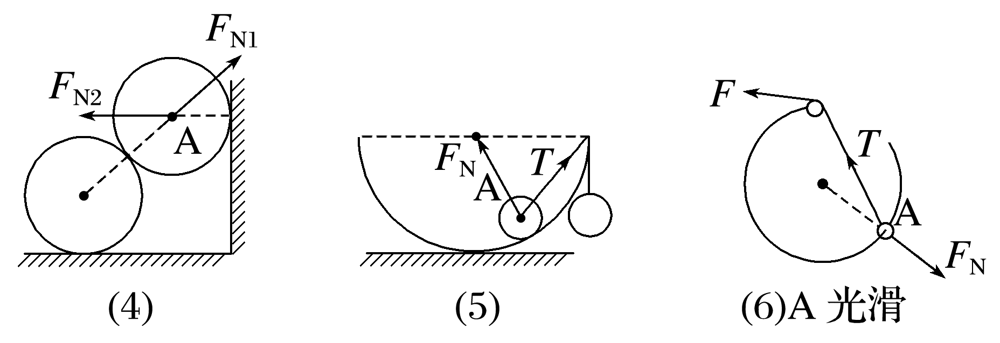 F_N1
F_N2
A
(4)
F_N
T
A
(5)
F
T
A
F_N
(6)A 光滑